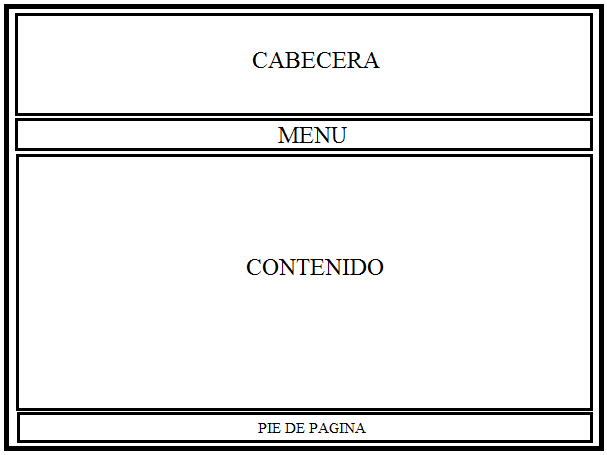 CABECERA
MENU
CONTENIDO
PIE DE PAGINA